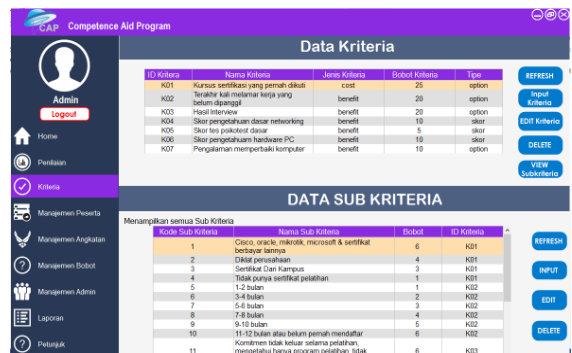 CAP Competence Aid Program
Data Kriteria
Admin
Logout
Home
Penilaian
Kriteria
Manajemen Peserta
Manajemen Angkatan
Manajemen Bobot
Manajemen Admin
Laporan
Petunjuk
ID Kritera Nama Kriteria Jenis Kriteria Bobot Kriteria Tipe
K01 Kursus sertifikasi yang pernah diikuti cost 25 option
K02 Terakhir kali melamar kerja yang belum dipanggil benefit 20 option
K03 Hasil Interview benefit 20 option
K04 Skor pengetahuan dasar networking benefit 10 skor
K05 Skor tes psikotest dasar benefit 5 skor
K06 Skor pengetahuam hardware PC benefit 10 skor
K07 Pengalaman memperbaiki komputer benefit 10 option
REFRESH
Input Kriteria
EDIT Kriteria
DELETE
VIEW Subkriteria
DATA SUB KRITERIA
Menampilkan semua Sub Kriteria
Kode Sub Kriteria Nama Sub Kriteria Bobot ID Kriteria
1 Cisco, oracle, mikrotik, microsoft & sertifikat berbayar lainnya 6 K01
2 Diklat perusahaan 4 K01
3 Sertifikat Dari Kampus 3 K01
4 Tidak punya sertifikat pelatihan 1 K01
5 1-2 bulan 1 K02
6 3-4 bulan 2 K02
7 5-6 bulan 3 K02
8 7-8 bulan 4 K02
9 9-10 bulan 5 K02
10 11-12 bulan atau belum pernah mendaftar 6 K02
11 Komitmen tidak keluar selama pelatihan, mengetahui hanya program pelatihan, tidak 6 K03
REFRESH
INPUT
EDIT
DELETE